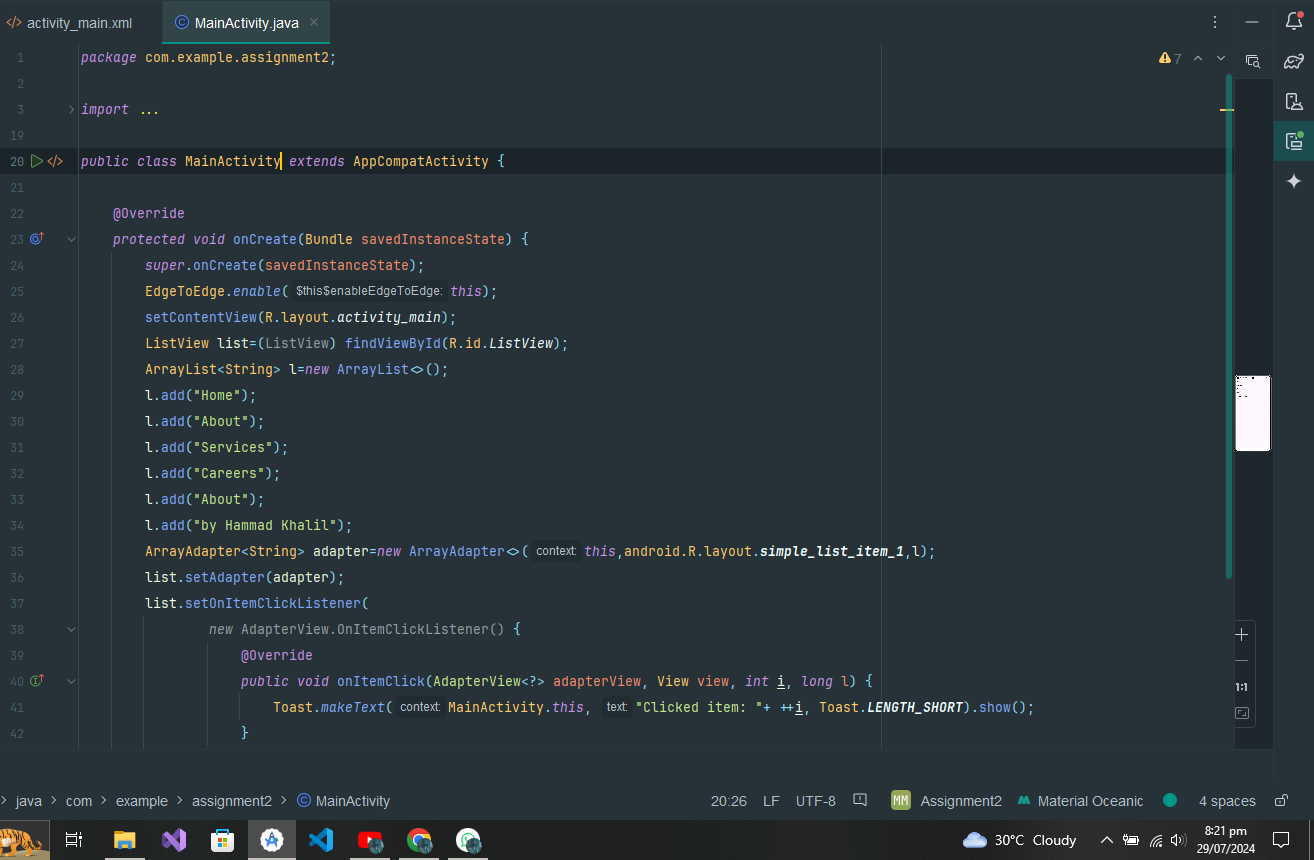 activity_main.xml
MainActivity.java
1 package com.example.assignment2;
7
2
3 import ...
19
20 public class MainActivity extends AppCompatActivity {
21
22 @Override
23 protected void onCreate(Bundle savedInstanceState) {
24 super.onCreate(savedInstanceState);
25 EdgeToEdge.enable( $this$enableEdgeToEdge: this);
26 setContentView(R.layout.activity_main);
27 ListView list=(ListView) findViewById(R.id.ListView);
28 ArrayList<String> l=new ArrayList<>();
29 l.add("Home");
30 l.add("About");
31 l.add("Services");
32 l.add("Careers");
33 l.add("About");
34 l.add("by Hammad Khalil");
35 ArrayAdapter<String> adapter=new ArrayAdapter<>( context: this,android.R.layout.simple_list_item_1,l);
36 list.setAdapter(adapter);
37 list.setOnItemClickListener(
38 new AdapterView.OnItemClickListener() {
39 @Override
40 public void onItemClick(AdapterView<?> adapterView, View view, int i, long l) {
41 Toast.makeText( context: MainActivity.this, text: "Clicked item: "+ ++i, Toast.LENGTH_SHORT).show();
42 }
1:1
java > com > example > assignment2 > MainActivity
20:26 LF UTF-8 MM Assignment2 Material Oceanic 4 spaces
30°C Cloudy
8:21 pm
29/07/2024